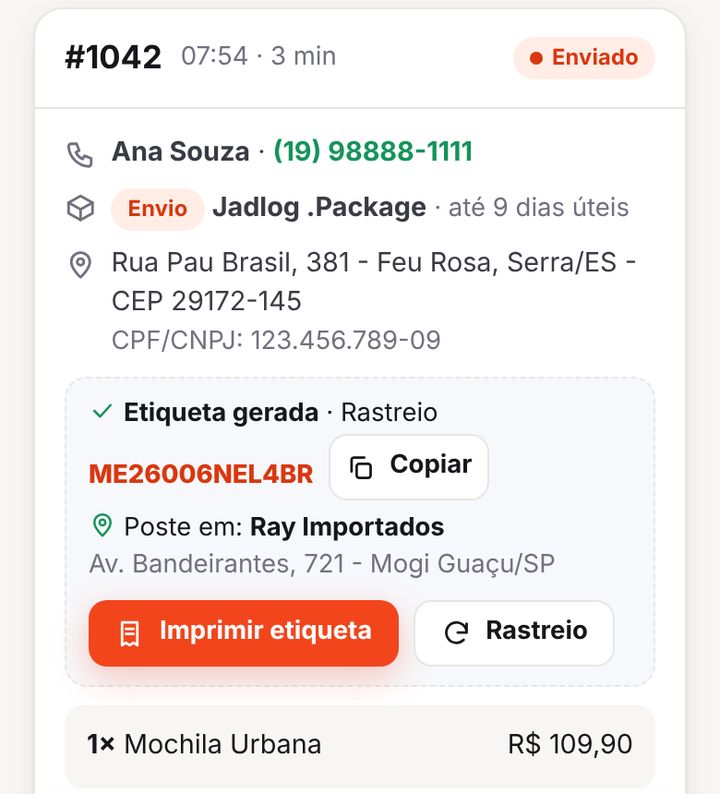 #1042 07:54 · 3 min Enviado
Ana Souza · (19) 98888-1111
Envio Jadlog .Package · até 9 dias úteis
Rua Pau Brasil, 381 - Feu Rosa, Serra/ES -
CEP 29172-145
CPF/CNPJ: 123.456.789-09
Etiqueta gerada · Rastreio
ME26006NEL4BR Copiar
Poste em: Ray Importados
Av. Bandeirantes, 721 - Mogi Guaçu/SP
Imprimir etiqueta Rastreio
1× Mochila Urbana R$ 109,90